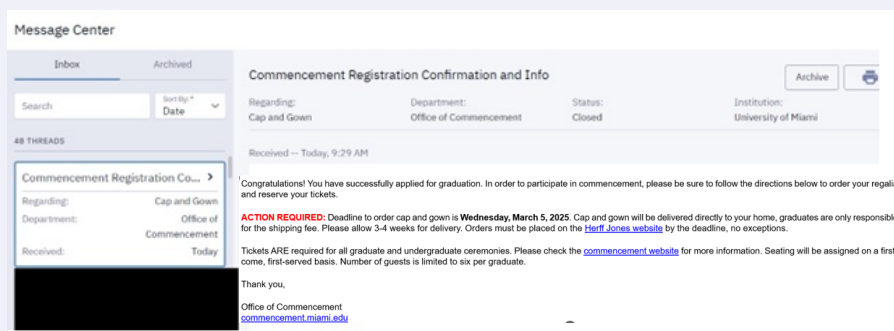 Message Center
Inbox
Archived
Search
Sort By:*
Date
48 THREADS
Commencement Registration Co... >
Regarding:
Cap and Gown
Department:
Office of
Commencement
Received:
Today
Commencement Registration Confirmation and Info
Archive
Regarding:
Department:
Status:
Institution:
Cap and Gown
Office of Commencement
Closed
University of Miami
Received -- Today, 9:29 AM
Congratulations! You have successfully applied for graduation. In order to participate in commencement, please be sure to follow the directions below to order your regali
and reserve your tickets.
ACTION REQUIRED: Deadline to order cap and gown is Wednesday, March 5, 2025. Cap and gown will be delivered directly to your home, graduates are only responsible
for the shipping fee. Please allow 3-4 weeks for delivery. Orders must be placed on the Herff Jones website by the deadline, no exceptions.
Tickets ARE required for all graduate and undergraduate ceremonies. Please check the commencement website for more information. Seating will be assigned on a first
come, first-served basis. Number of guests is limited to six per graduate.
Thank you,
Office of Commencement
commencement.miami.edu